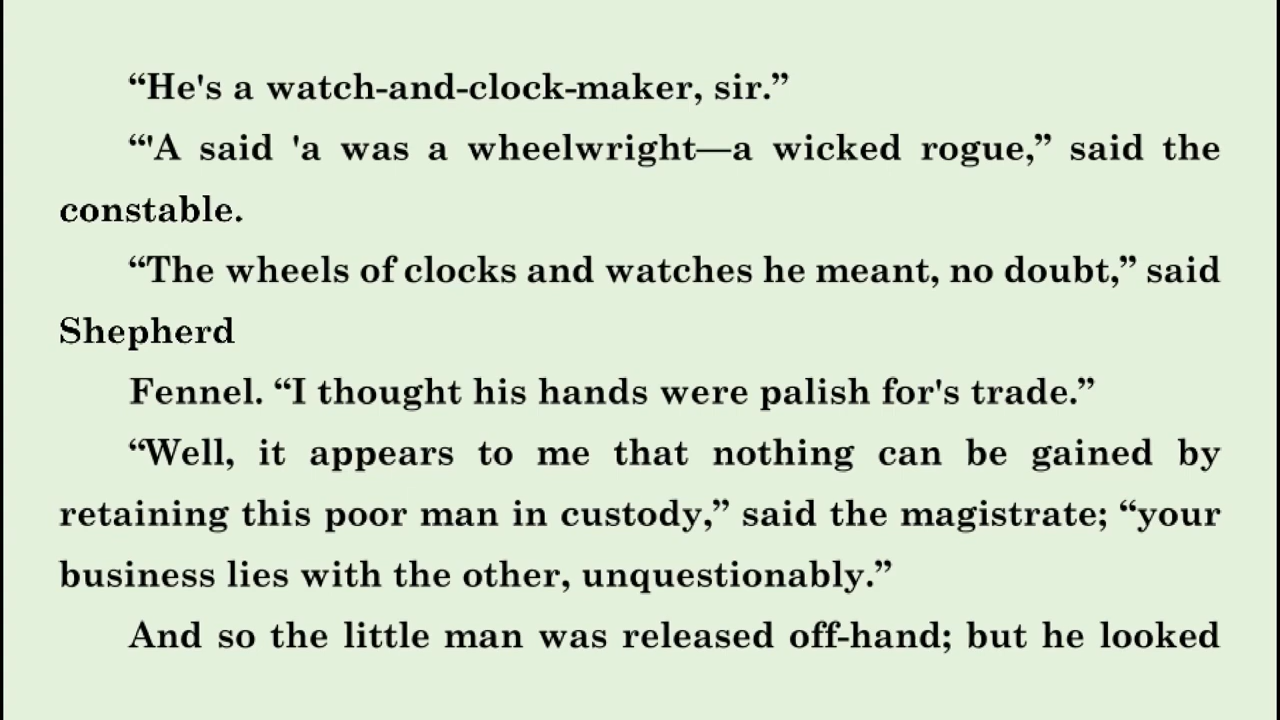 “He's a watch-and-clock-maker, sir.”
“'A said 'a was a wheelwright—a wicked rogue,” said the
constable.
“The wheels of clocks and watches he meant, no doubt,” said
Shepherd
Fennel. “I thought his hands were palish for's trade.”
“Well, it appears to me that nothing can be gained by
retaining this poor man in custody,” said the magistrate; “your
business lies with the other, unquestionably.”
And so the little man was released off-hand; but he looked